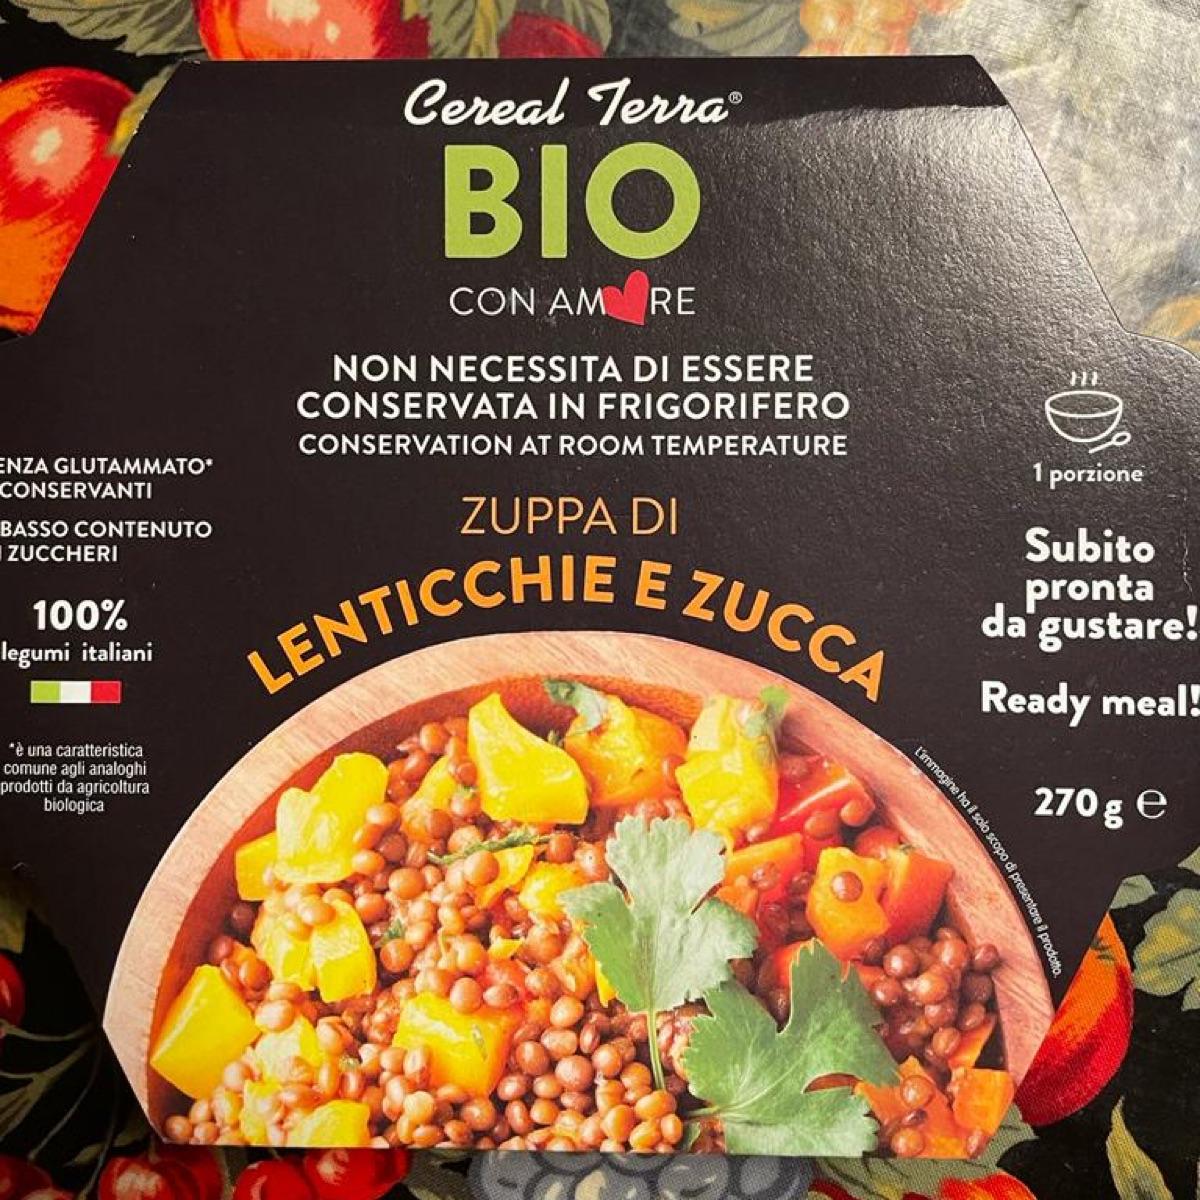 Cereal Terra®
BIO
CON AM❤RE
NON NECESSITA DI ESSERE
CONSERVATA IN FRIGORIFERO
CONSERVATION AT ROOM TEMPERATURE
ZUPPA DI
LENTICCHIE E ZUCCA
ENZA GLUTAMMATO*
CONSERVANTI
BASSO CONTENUTO
I ZUCCHERI
100%
legumi italiani
*è una caratteristica
comune agli analoghi
prodotti da agricoltura
biologica
1 porzione
Subito
pronta
da gustare!
Ready meal!
270 g ℮
L'immagine ha il solo scopo di presentare il prodotto.